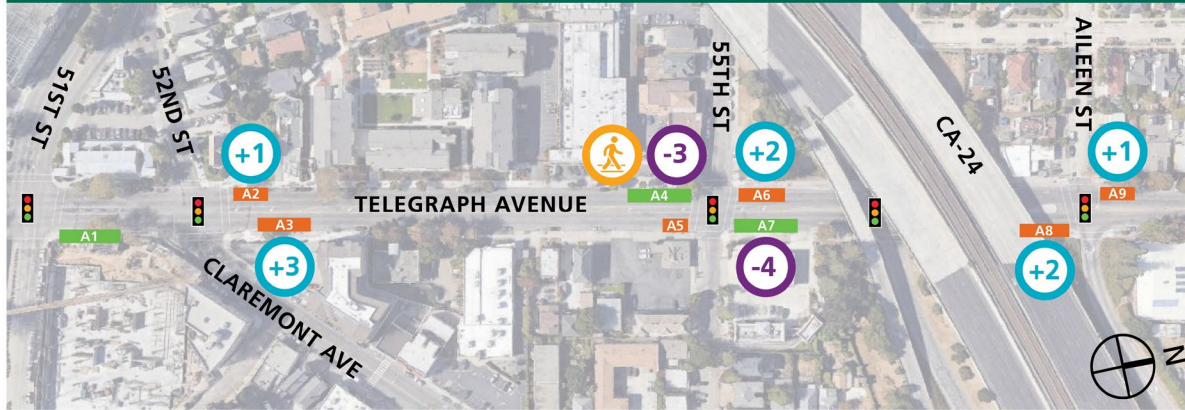 51ST ST
52ND ST
55TH ST
CA-24
AILEEN ST
+1
-3
+2
+1
A2
A4
A6
A9
TELEGRAPH AVENUE
A1
A3
A5
A7
A8
+3
-4
+2
CLAREMONT AVE
N